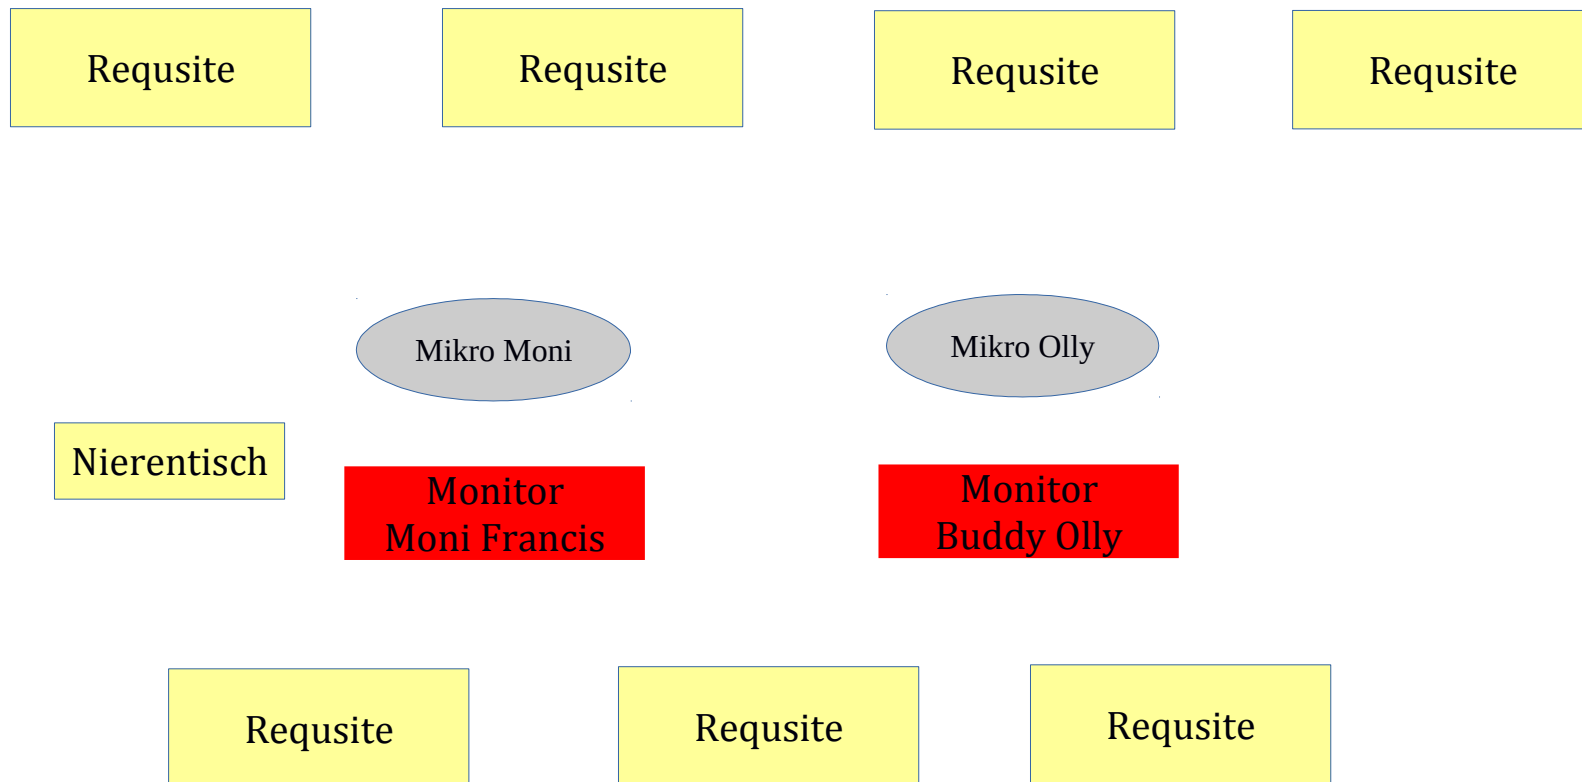 Requsite
Requsite
Requsite
Requsite
Mikro Moni
Mikro Olly
Nierentisch
Monitor
Moni Francis
Monitor
Buddy Olly
Requsite
Requsite
Requsite